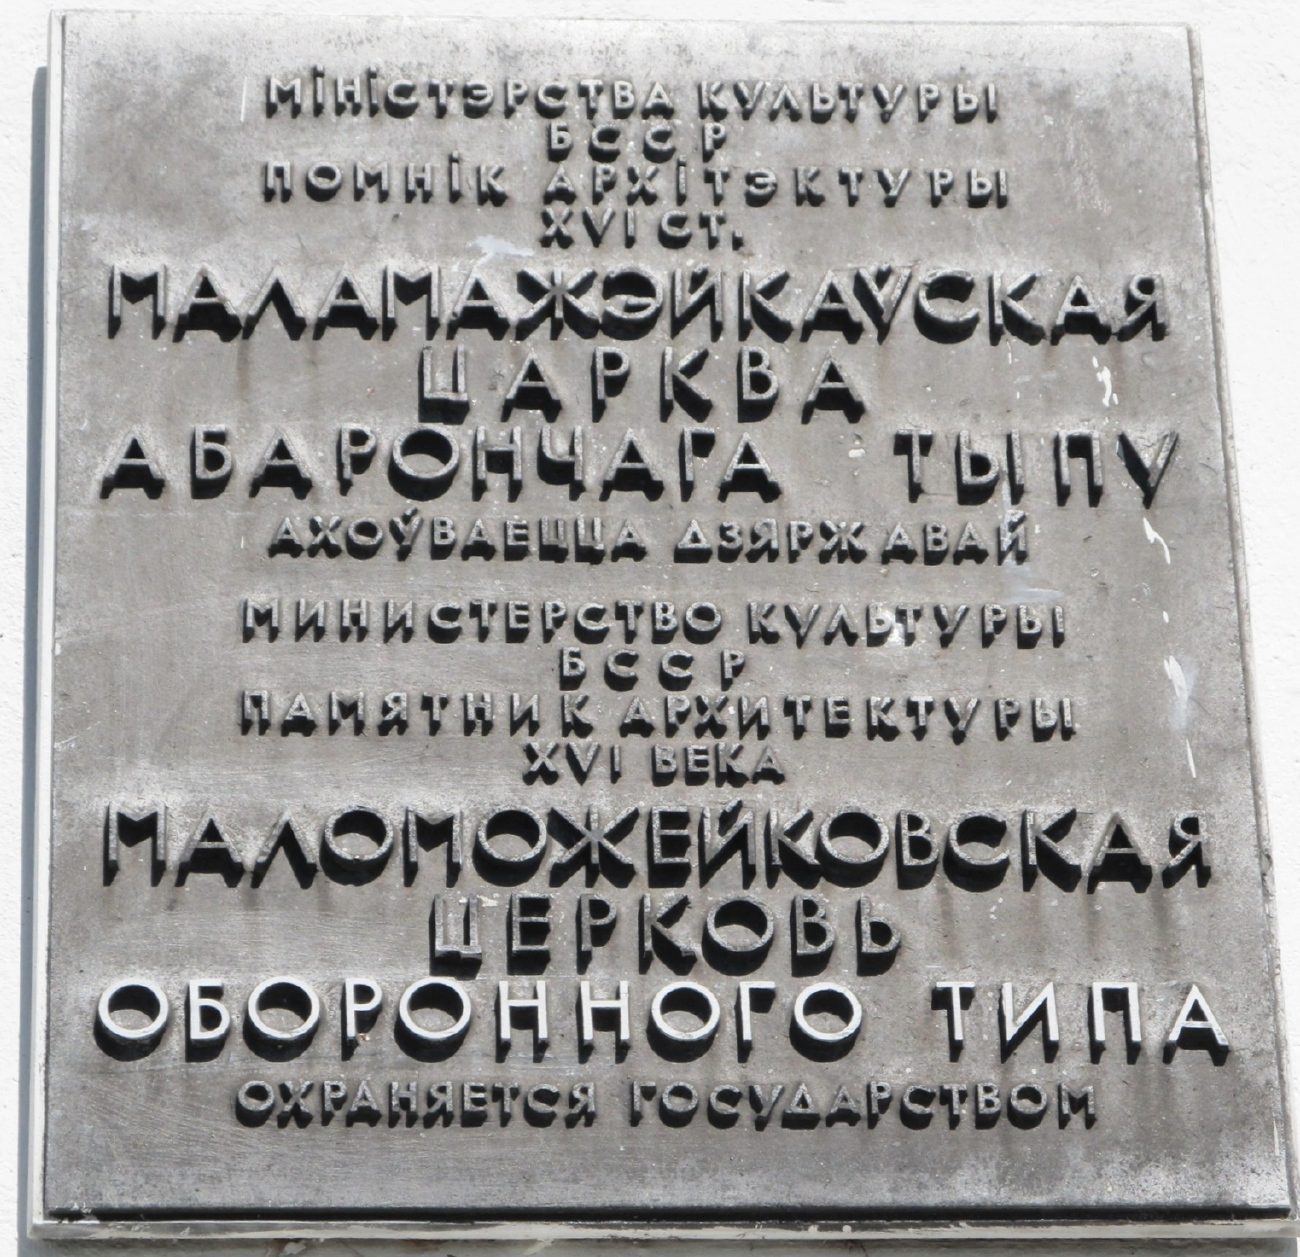 МІНІСТЭРСТВА КУЛЬТУРЫ
БССР
ПОМНІК АРХІТЭКТУРЫ
XVI СТ.
МАЛАМАЖЭЙКАЎСКАЯ
ЦАРКВА
АБАРОНЧАГА ТЫПУ
АХОЎВАЕЦЦА ДЗЯРЖАВАЙ
МИНИСТЕРСТВО КУЛЬТУРЫ
БССР
ПАМЯТНИК АРХИТЕКТУРЫ
XVI ВЕКА
МАЛОМОЖЕЙКОВСКАЯ
ЦЕРКОВЬ
ОБОРОННОГО ТИПА
ОХРАНЯЕТСЯ ГОСУДАРСТВОМ